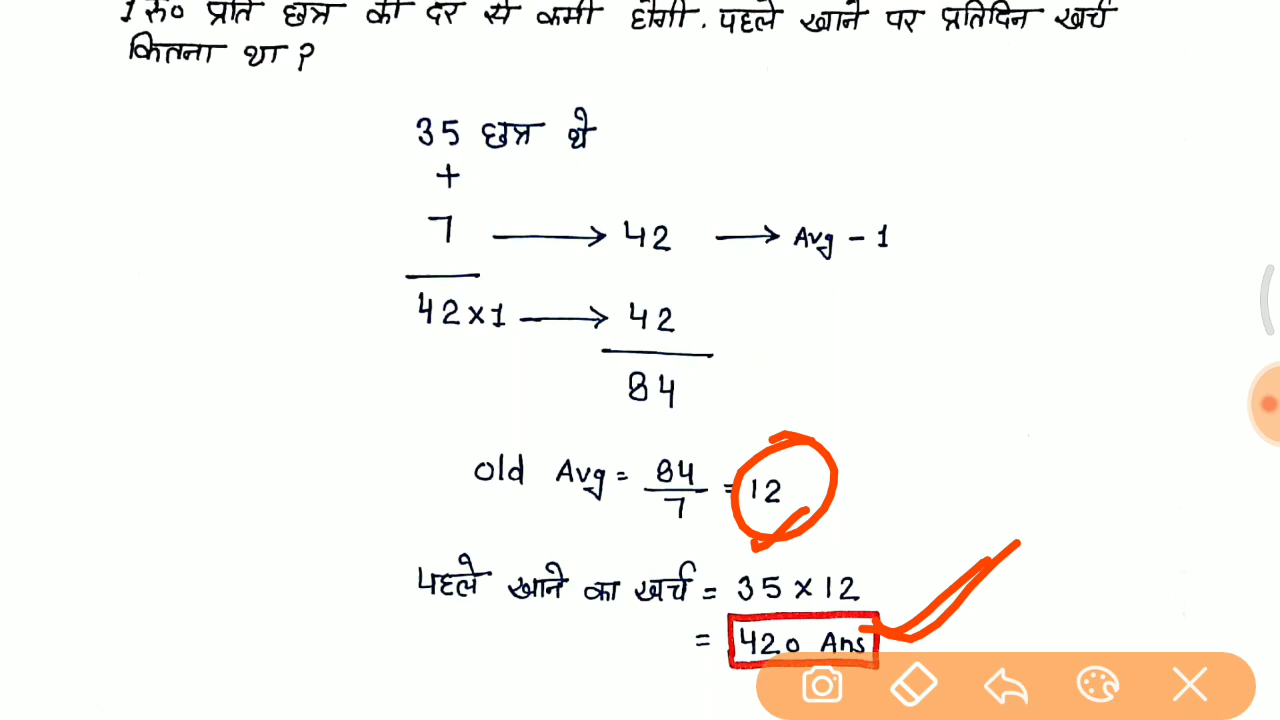 1 रु० प्रति छात्र की दर से कमी होगी. पहले खाने पर प्रतिदिन खर्च
कितना था ?
35 छात्र थे
+
7 → 42 → Avg - 1
42 x 1 → 42
84
old Avg = 84/7 = 12
पहले खाने का खर्च = 35 x 12
= 420 Ans